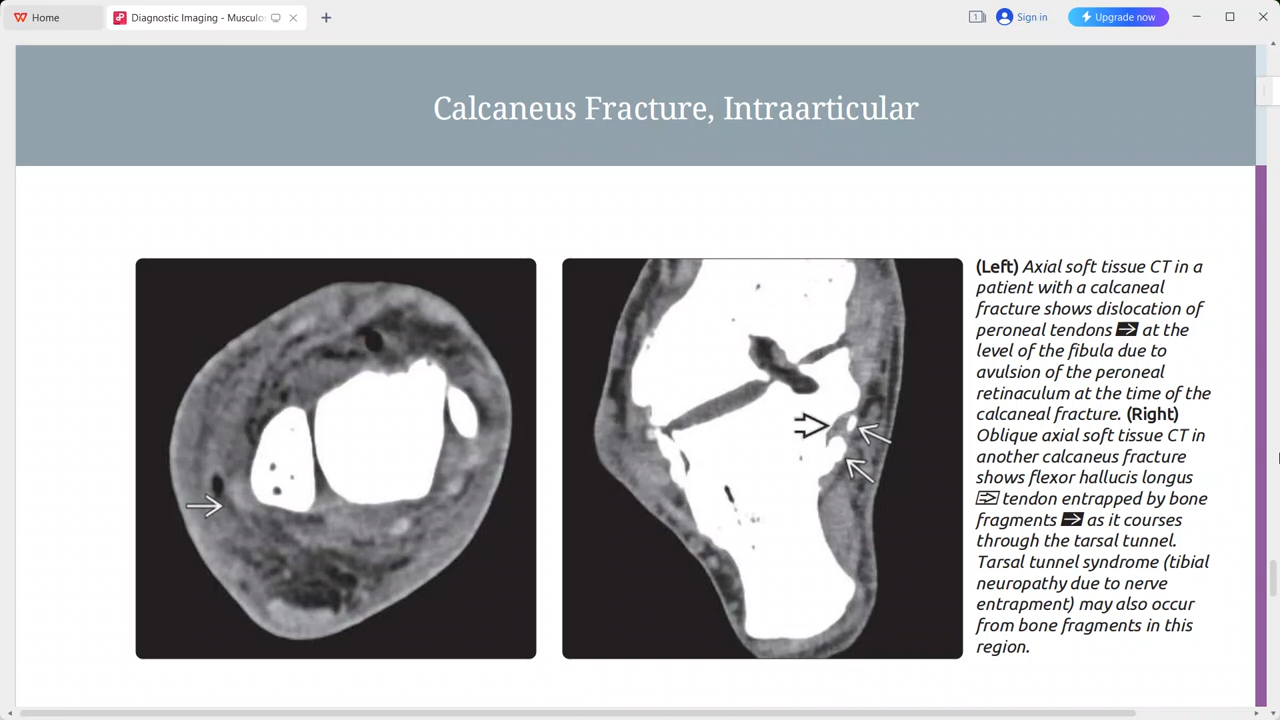 Home
Diagnostic Imaging - Musculos
1
Sign in
Upgrade now
Calcaneus Fracture, Intraarticular
(Left) Axial soft tissue CT in a
patient with a calcaneal
fracture shows dislocation of
peroneal tendons ➡ at the
level of the fibula due to
avulsion of the peroneal
retinaculum at the time of the
calcaneal fracture. (Right)
Oblique axial soft tissue CT in
another calcaneus fracture
shows flexor hallucis longus
⇨ tendon entrapped by bone
fragments ➡ as it courses
through the tarsal tunnel.
Tarsal tunnel syndrome (tibial
neuropathy due to nerve
entrapment) may also occur
from bone fragments in this
region.